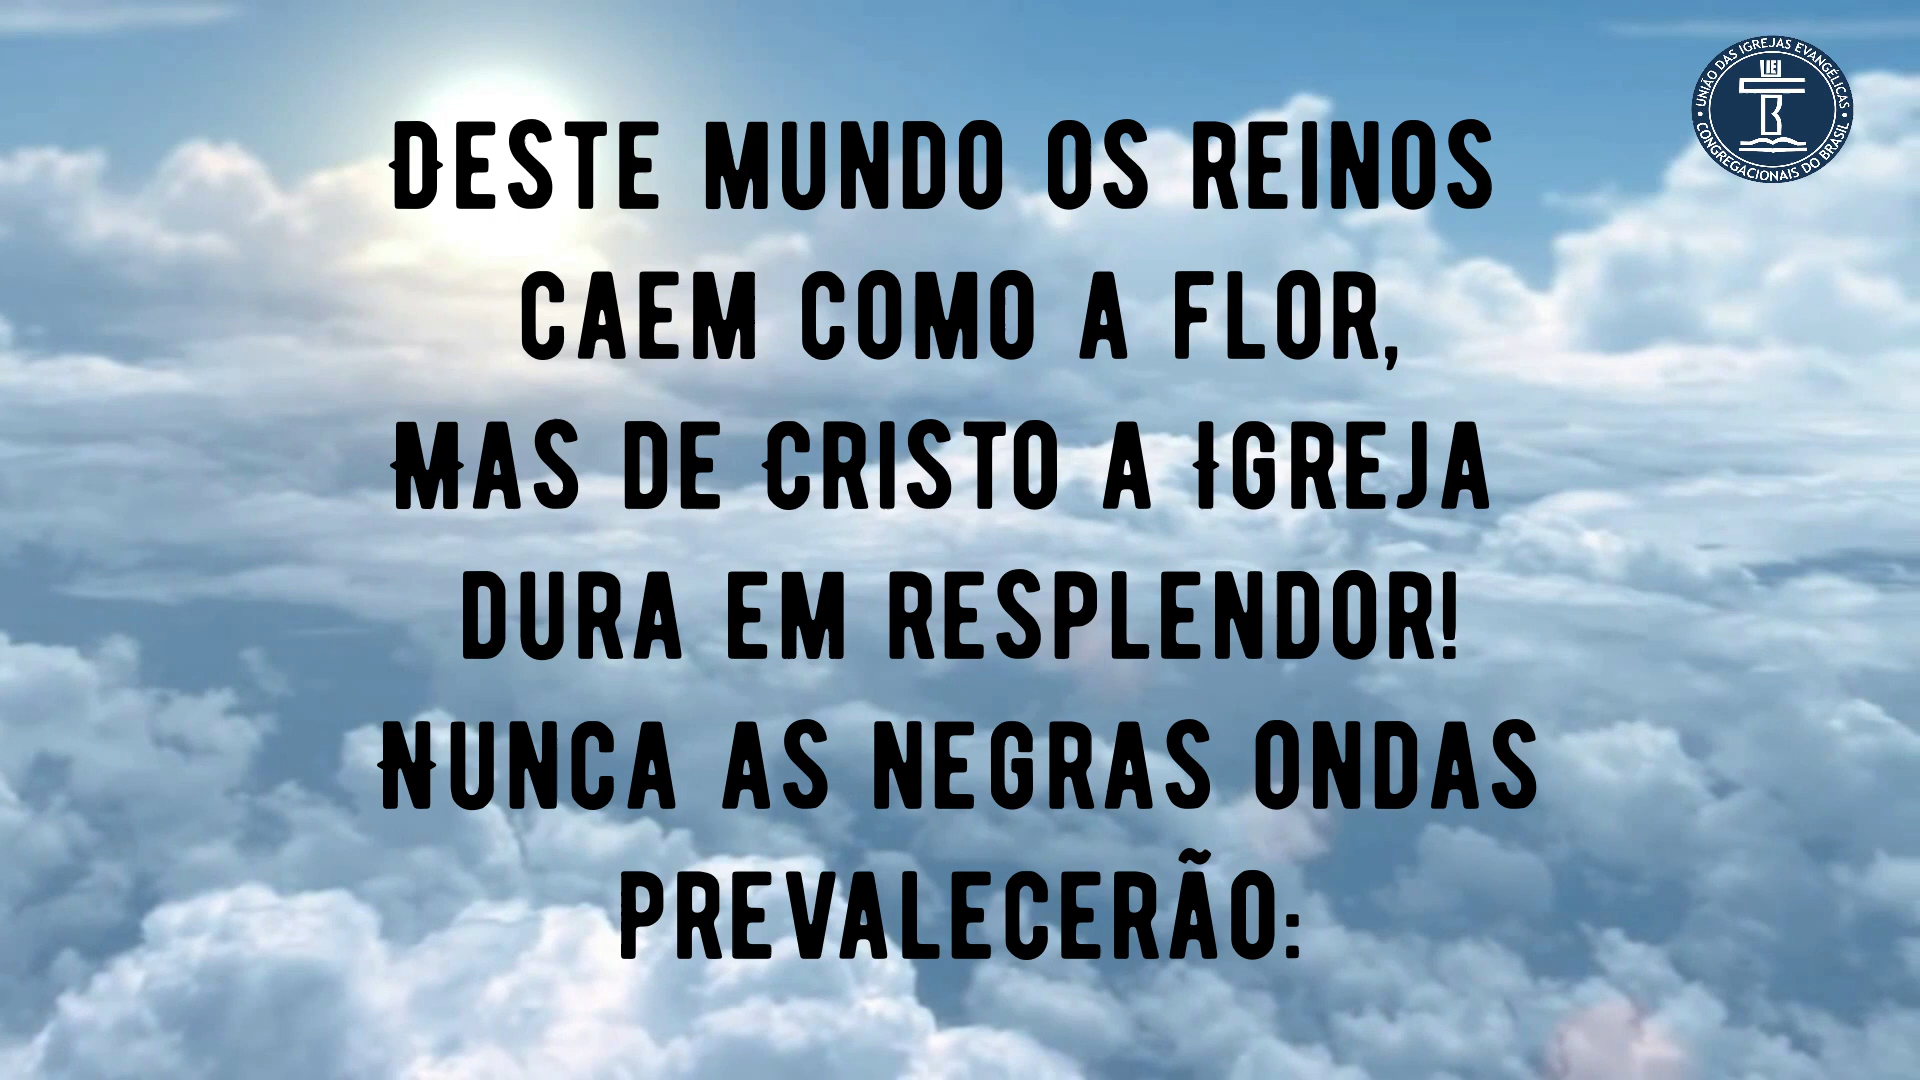 Deste mundo os reinos
caem como a flor,
Mas de Cristo a Igreja
dura em resplendor!
Nunca as negras ondas
prevalecerão:
UNIÃO DAS IGREJAS EVANGÉLICAS
CONGREGACIONAIS DO BRASIL